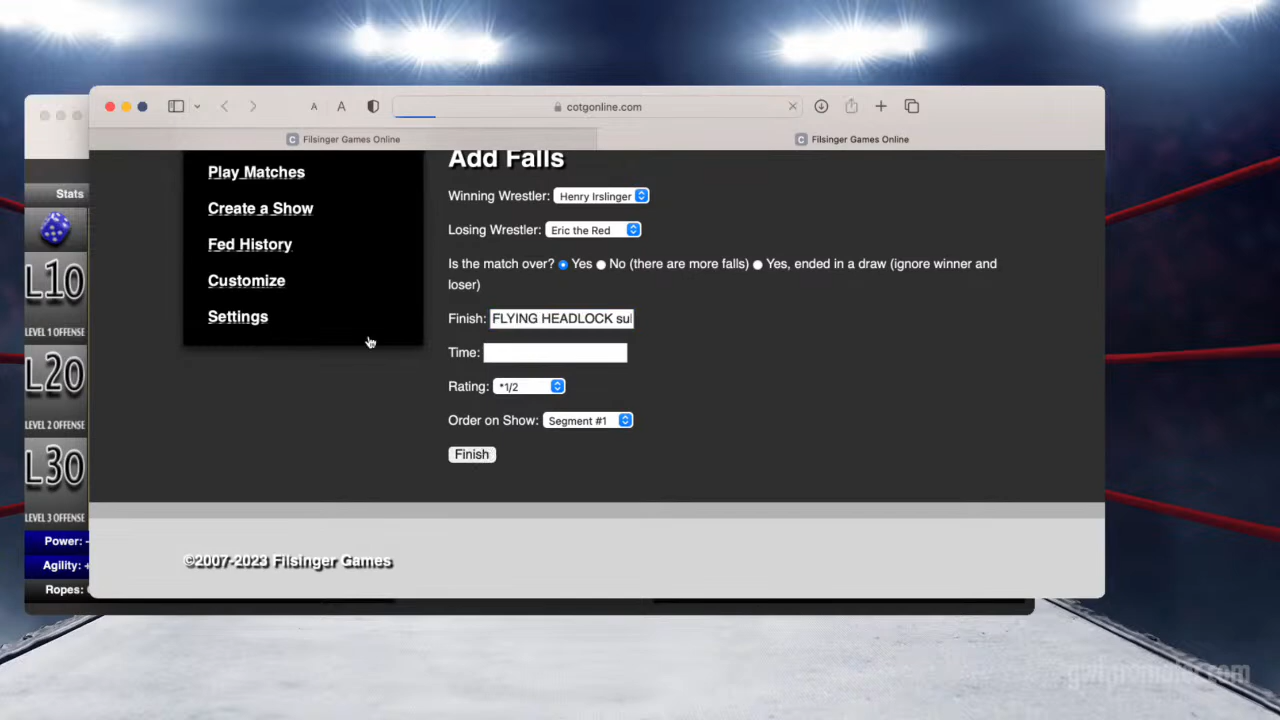 A A
cotgonline.com
Filsinger Games Online
Filsinger Games Online
Stats
L10
LEVEL 1 OFFENSE
L20
LEVEL 2 OFFENSE
L30
LEVEL 3 OFFENSE
Power: -
Agility: +
Ropes:
Play Matches
Create a Show
Fed History
Customize
Settings
Add Falls
Winning Wrestler: Henry Irslinger
Losing Wrestler: Eric the Red
Is the match over? Yes No (there are more falls) Yes, ended in a draw (ignore winner and
loser)
Finish: FLYING HEADLOCK sul
Time:
Rating: *1/2
Order on Show: Segment #1
Finish
©2007-2023 Filsinger Games
gwfpromoter.com